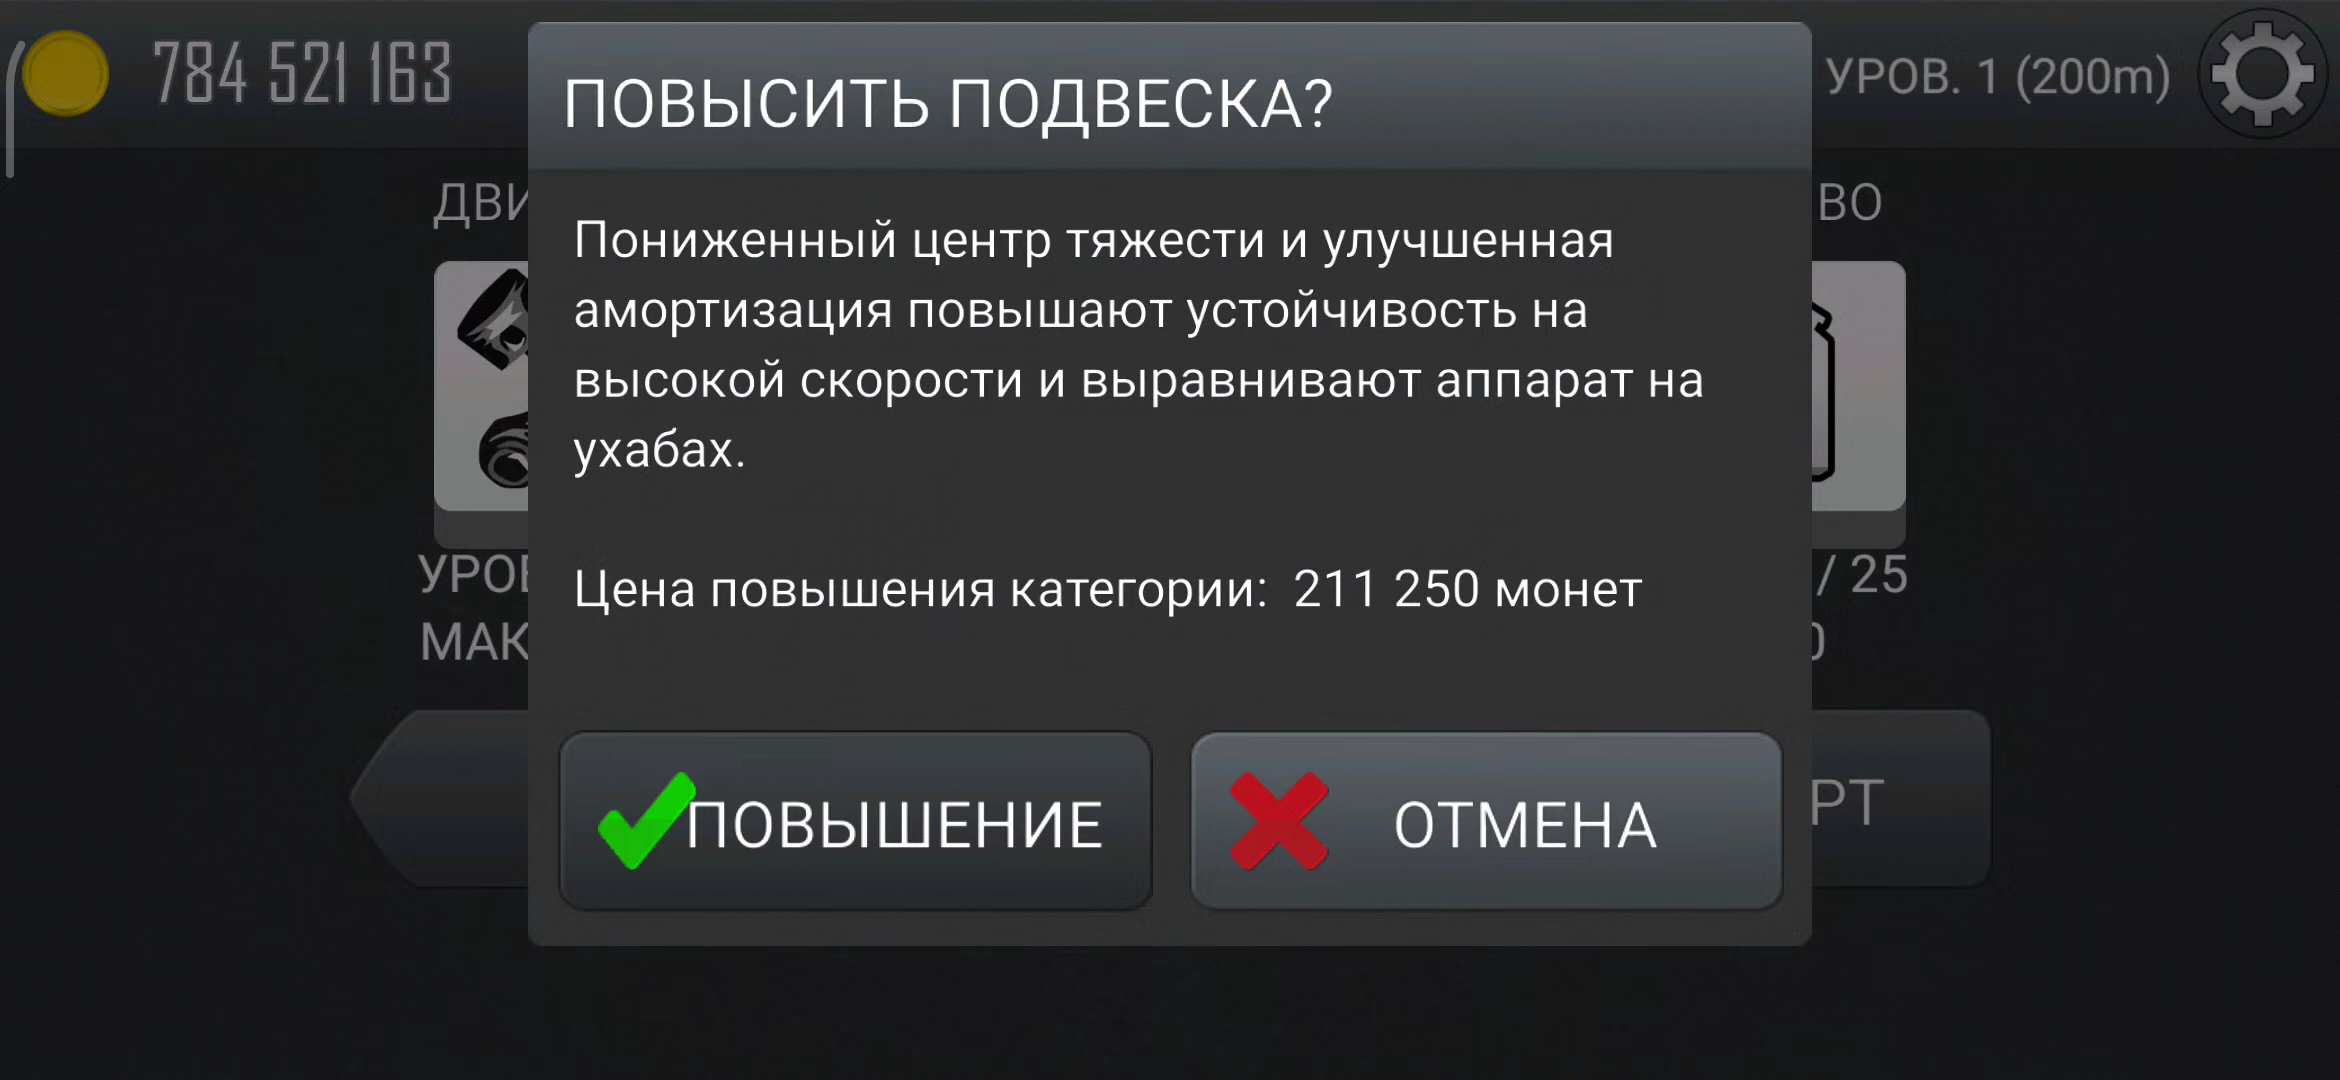 784 521 163
ПОВЫСИТЬ ПОДВЕСКА?
УРОВ. 1 (200m)
Пониженный центр тяжести и улучшенная
амортизация повышают устойчивость на
высокой скорости и выравнивают аппарат на
ухабах.
Цена повышения категории: 211 250 монет
/ 25
ПОВЫШЕНИЕ
ОТМЕНА